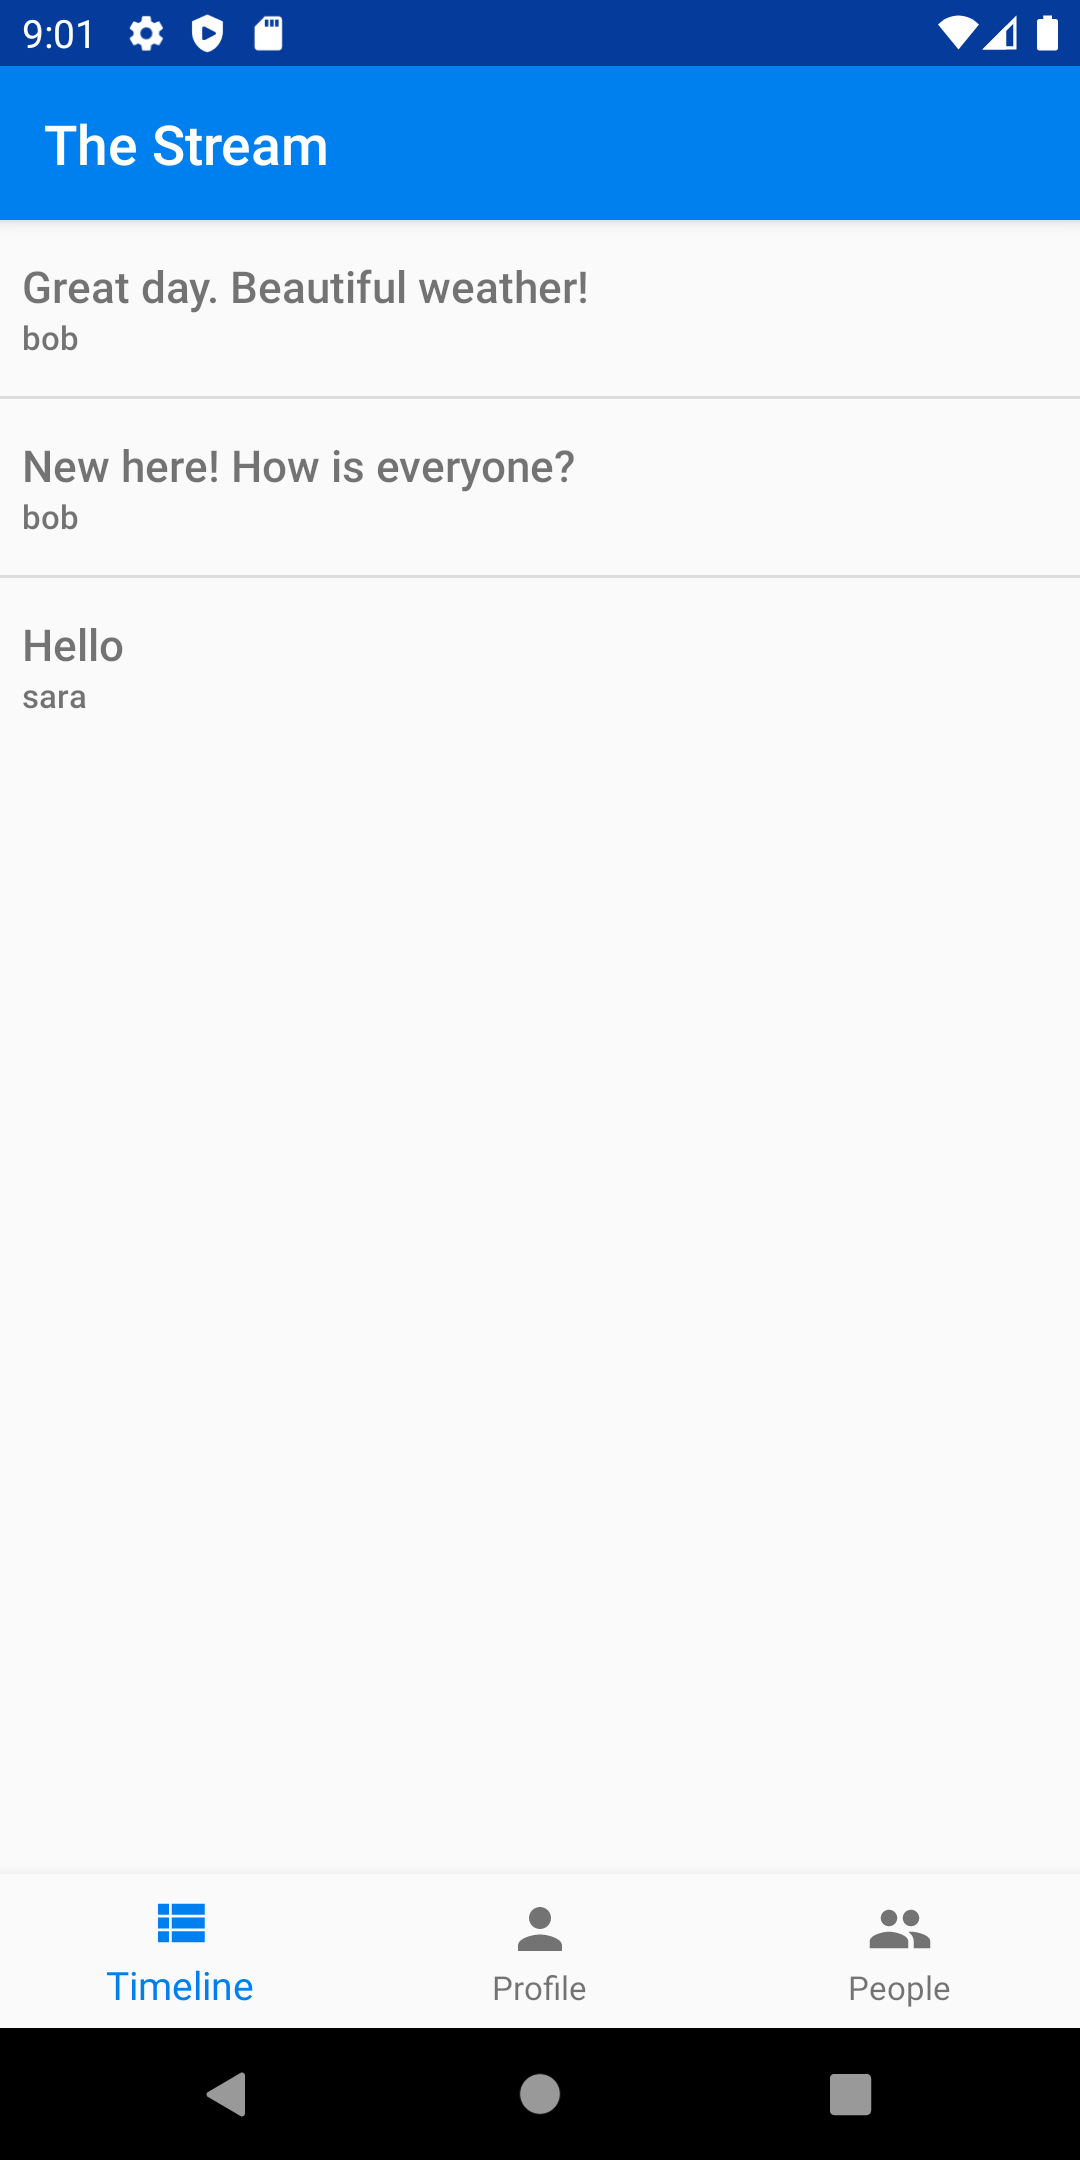 9:01
The Stream
Great day. Beautiful weather!
bob
New here! How is everyone?
bob
Hello
sara
Timeline
Profile
People